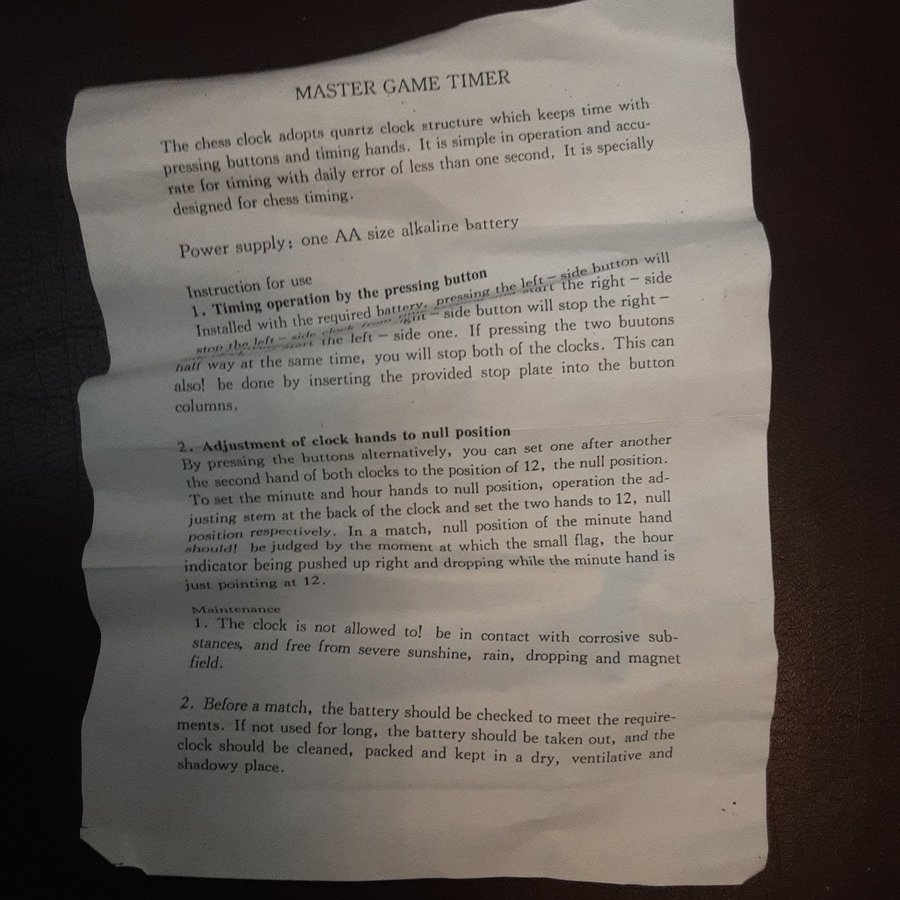 MASTER GAME TIMER
The chess clock adopts quartz clock structure which keeps time with
pressing buttons and timing hands. It is simple in operation and accu-
rate for timing with daily error of less than one second. It is specially
designed for chess timing.
Power supply: one AA size alkaline battery
Instruction for use
1. Timing operation by the pressing button
Installed with the required battery, pressing the left-side button will
stop the left-side clock start the right-side
right-side button will stop the right-
start the left-side one. If pressing the two buutons
half way at the same time, you will stop both of the clocks. This can
also! be done by inserting the provided stop plate into the button
columns.
2. Adjustment of clock hands to null position
By pressing the buttons alternatively, you can set one after another
the second hand of both clocks to the position of 12, the null position.
To set the minute and hour hands to null position, operation the ad-
justing stem at the back of the clock and set the two hands to 12, null
position respectively. In a match, null position of the minute hand
should! be judged by the moment at which the small flag, the hour
indicator being pushed up right and dropping while the minute hand is
just pointing at 12.
Maintenance
1. The clock is not allowed to! be in contact with corrosive sub-
stances, and free from severe sunshine, rain, dropping and magnet
field.
2. Before a match, the battery should be checked to meet the require-
ments. If not used for long, the battery should be taken out, and the
clock should be cleaned, packed and kept in a dry, ventilative and
shadowy place.